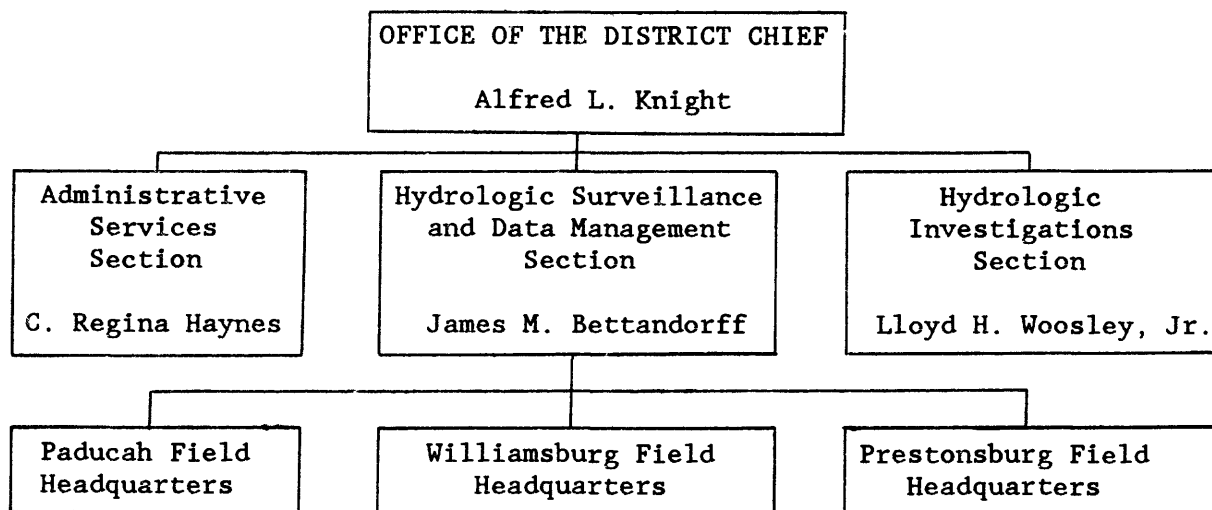 OFFICE OF THE DISTRICT CHIEF
Alfred L. Knight
Administrative
Services
Section
C. Regina Haynes
Hydrologic Surveillance
and Data Management
Section
James M. Bettandorff
Hydrologic
Investigations
Section
Lloyd H. Woosley, Jr.
Paducah Field
Headquarters
Williamsburg Field
Headquarters
Prestonsburg Field
Headquarters